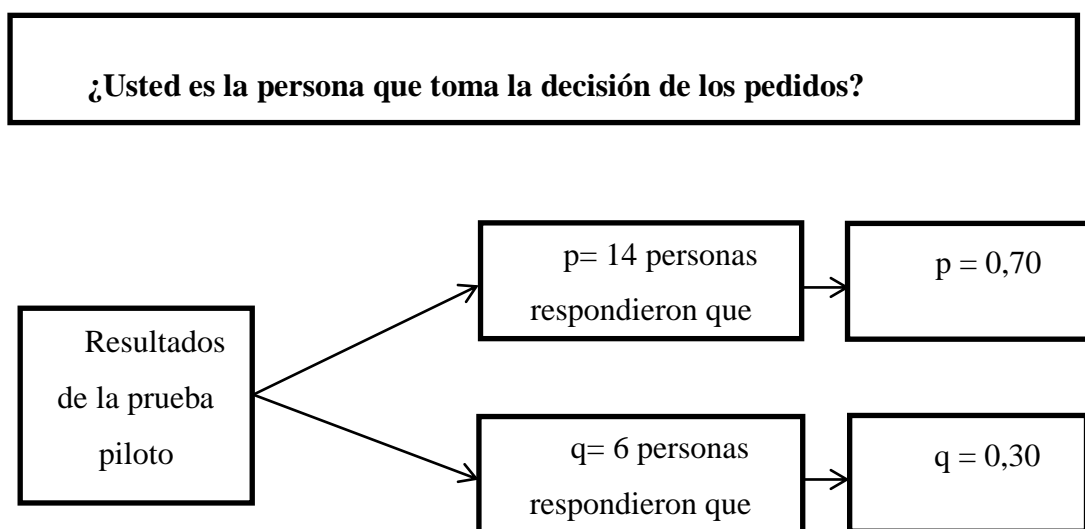 ¿Usted es la persona que toma la decisión de los pedidos?
Resultados
de la prueba
piloto
p= 14 personas
respondieron que
p = 0,70
q= 6 personas
respondieron que
q = 0,30